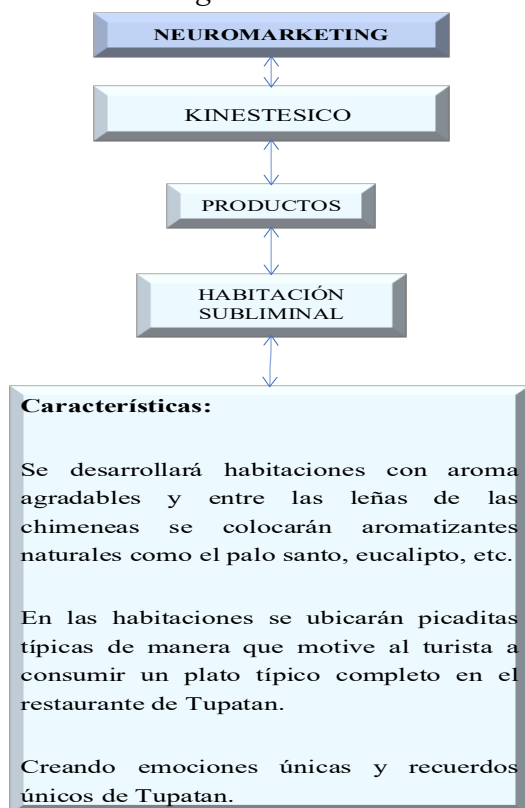 NEUROMARKETING
KINESTESICO
PRODUCTOS
HABITACIÓN
SUBLIMINAL
Características:
Se desarrollará habitaciones con aroma
agradables y entre las leñas de las
chimeneas se colocarán aromatizantes
naturales como el palo santo, eucalipto, etc.
En las habitaciones se ubicarán picaditas
típicas de manera que motive al turista a
consumir un plato típico completo en el
restaurante de Tupatan.
Creando emociones únicas y recuerdos
únicos de Tupatan.